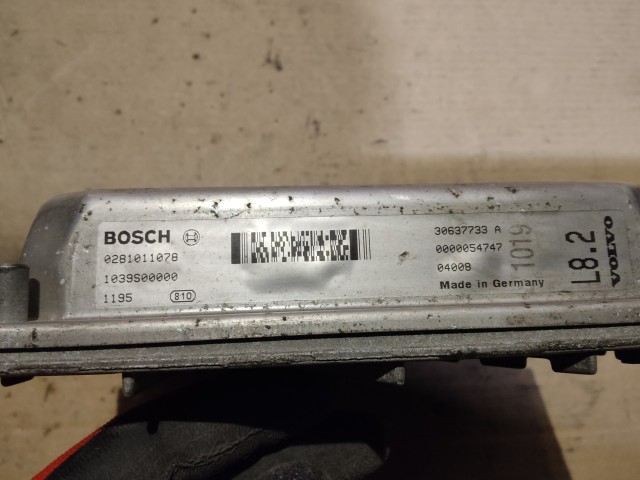 BOSCH
0281011078
1039S00000
1195 810
30637733 A
0000054747
04008
Made in Germany
1019
L8.2
VOLVO